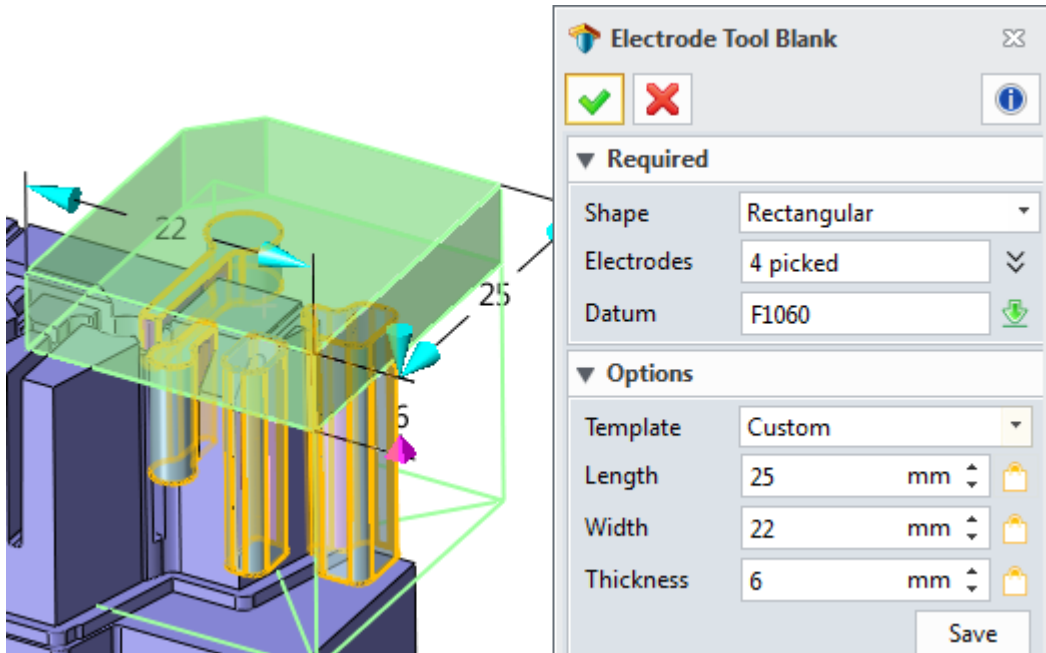 Electrode Tool Blank
Required
Shape Rectangular
Electrodes 4 picked
Datum F1060
Options
Template Custom
Length 25 mm
Width 22 mm
Thickness 6 mm
Save
22
25
6